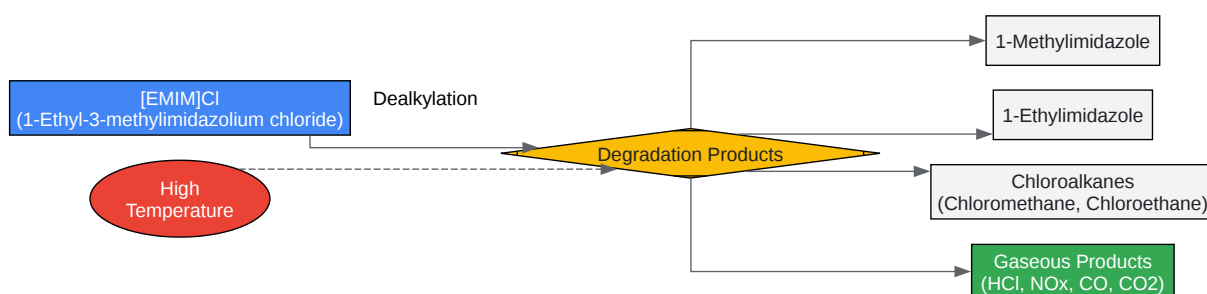 [EMIM]Cl
(1-Ethyl-3-methylimidazolium chloride)
Dealkylation
High
Temperature
Degradation Products
1-Methylimidazole
1-Ethylimidazole
Chloroalkanes
(Chloromethane, Chloroethane)
Gaseous Products
(HCl, NOx, CO, CO2)